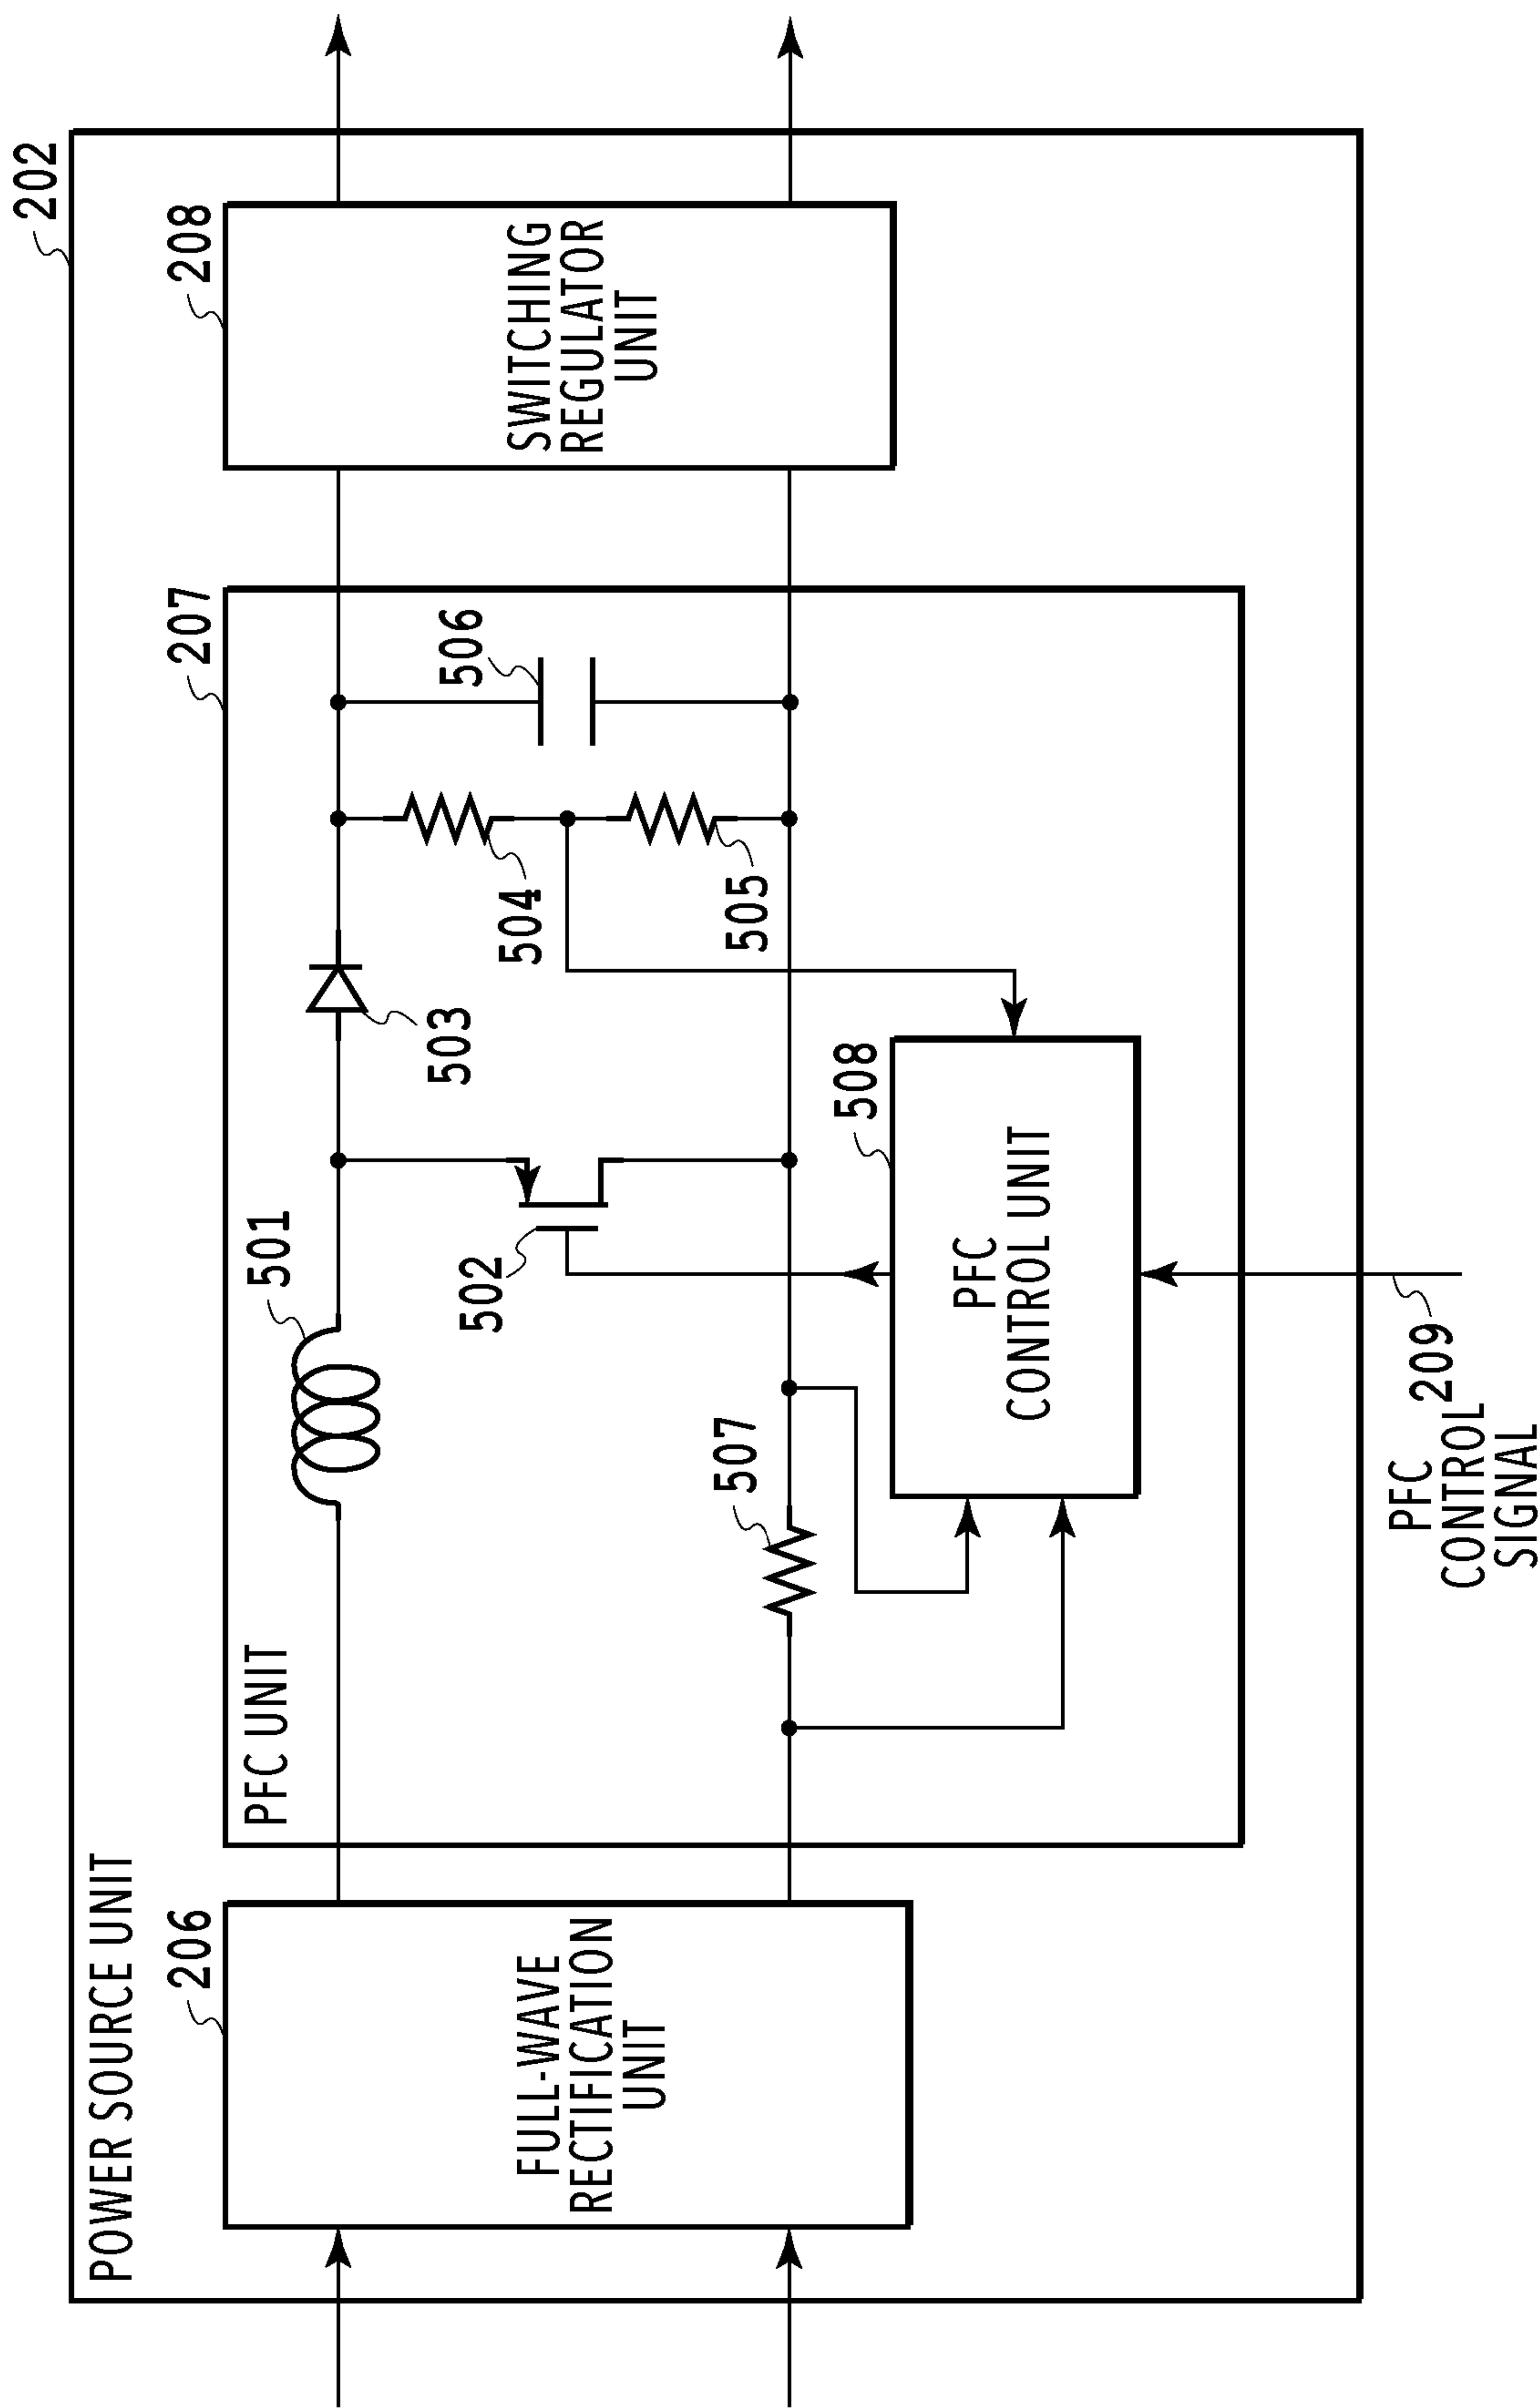 202
POWER SOURCE UNIT
206
FULL-WAVE
RECTIFICATION
UNIT
207
PFC UNIT
501
502
503
504
505
506
507
508
PFC
CONTROL UNIT
208
SWITCHING
REGULATOR
UNIT
209
PFC
CONTROL
SIGNAL